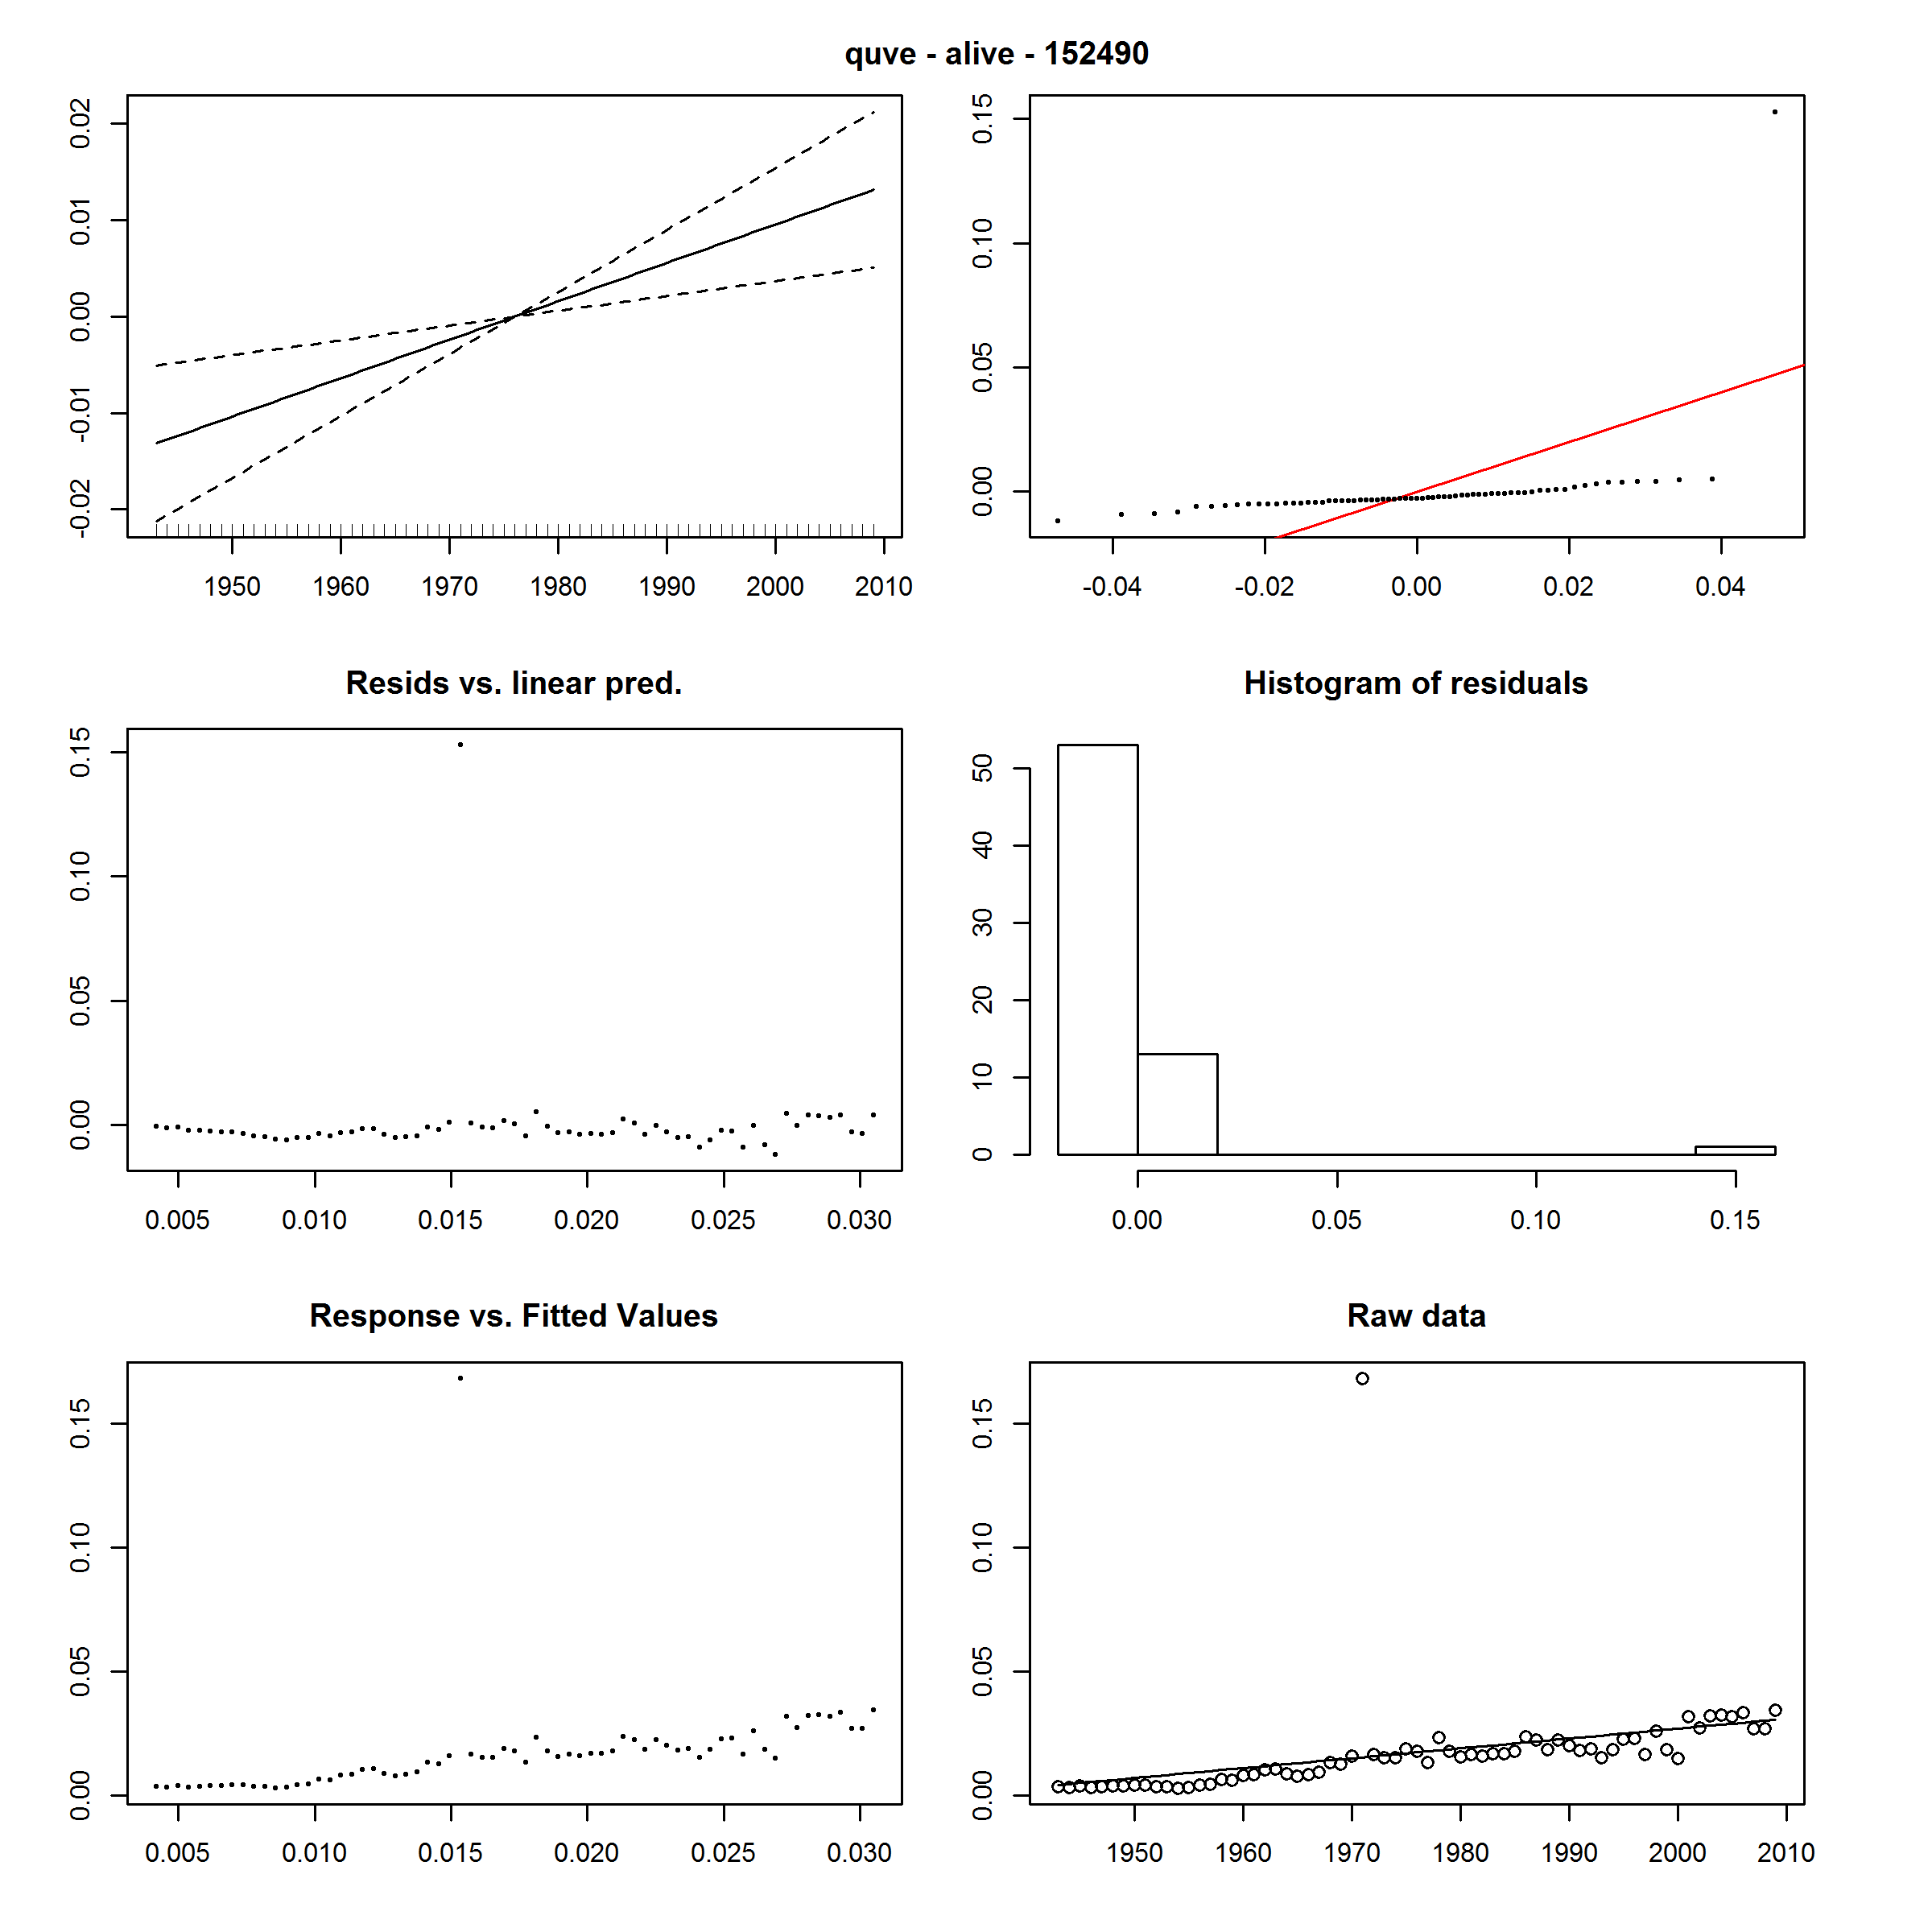 quve - alive - 152490
0.02
0.01
0.00
-0.01
-0.02
1950 1960 1970 1980 1990 2000 2010
0.15
0.10
0.05
0.00
-0.04 -0.02 0.00 0.02 0.04
Resids vs. linear pred.
0.15
0.10
0.05
0.00
0.005 0.010 0.015 0.020 0.025 0.030
Histogram of residuals
50
40
30
20
10
0
0.00 0.05 0.10 0.15
Response vs. Fitted Values
0.15
0.10
0.05
0.00
0.005 0.010 0.015 0.020 0.025 0.030
Raw data
0.15
0.10
0.05
0.00
1950 1960 1970 1980 1990 2000 2010